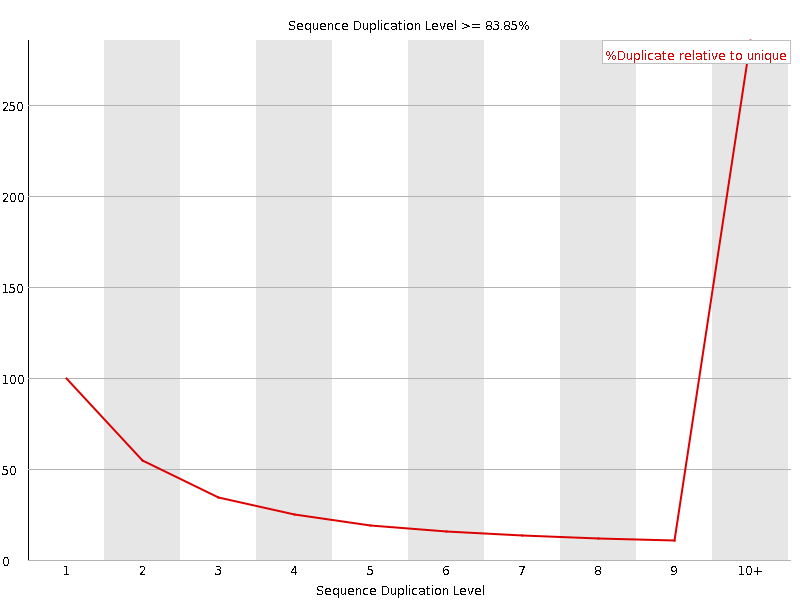 Sequence Duplication Level >= 83.85%
%Duplicate relative to unique
250
200
150
100
50
0
1 2 3 4 5 6 7 8 9 10+
Sequence Duplication Level